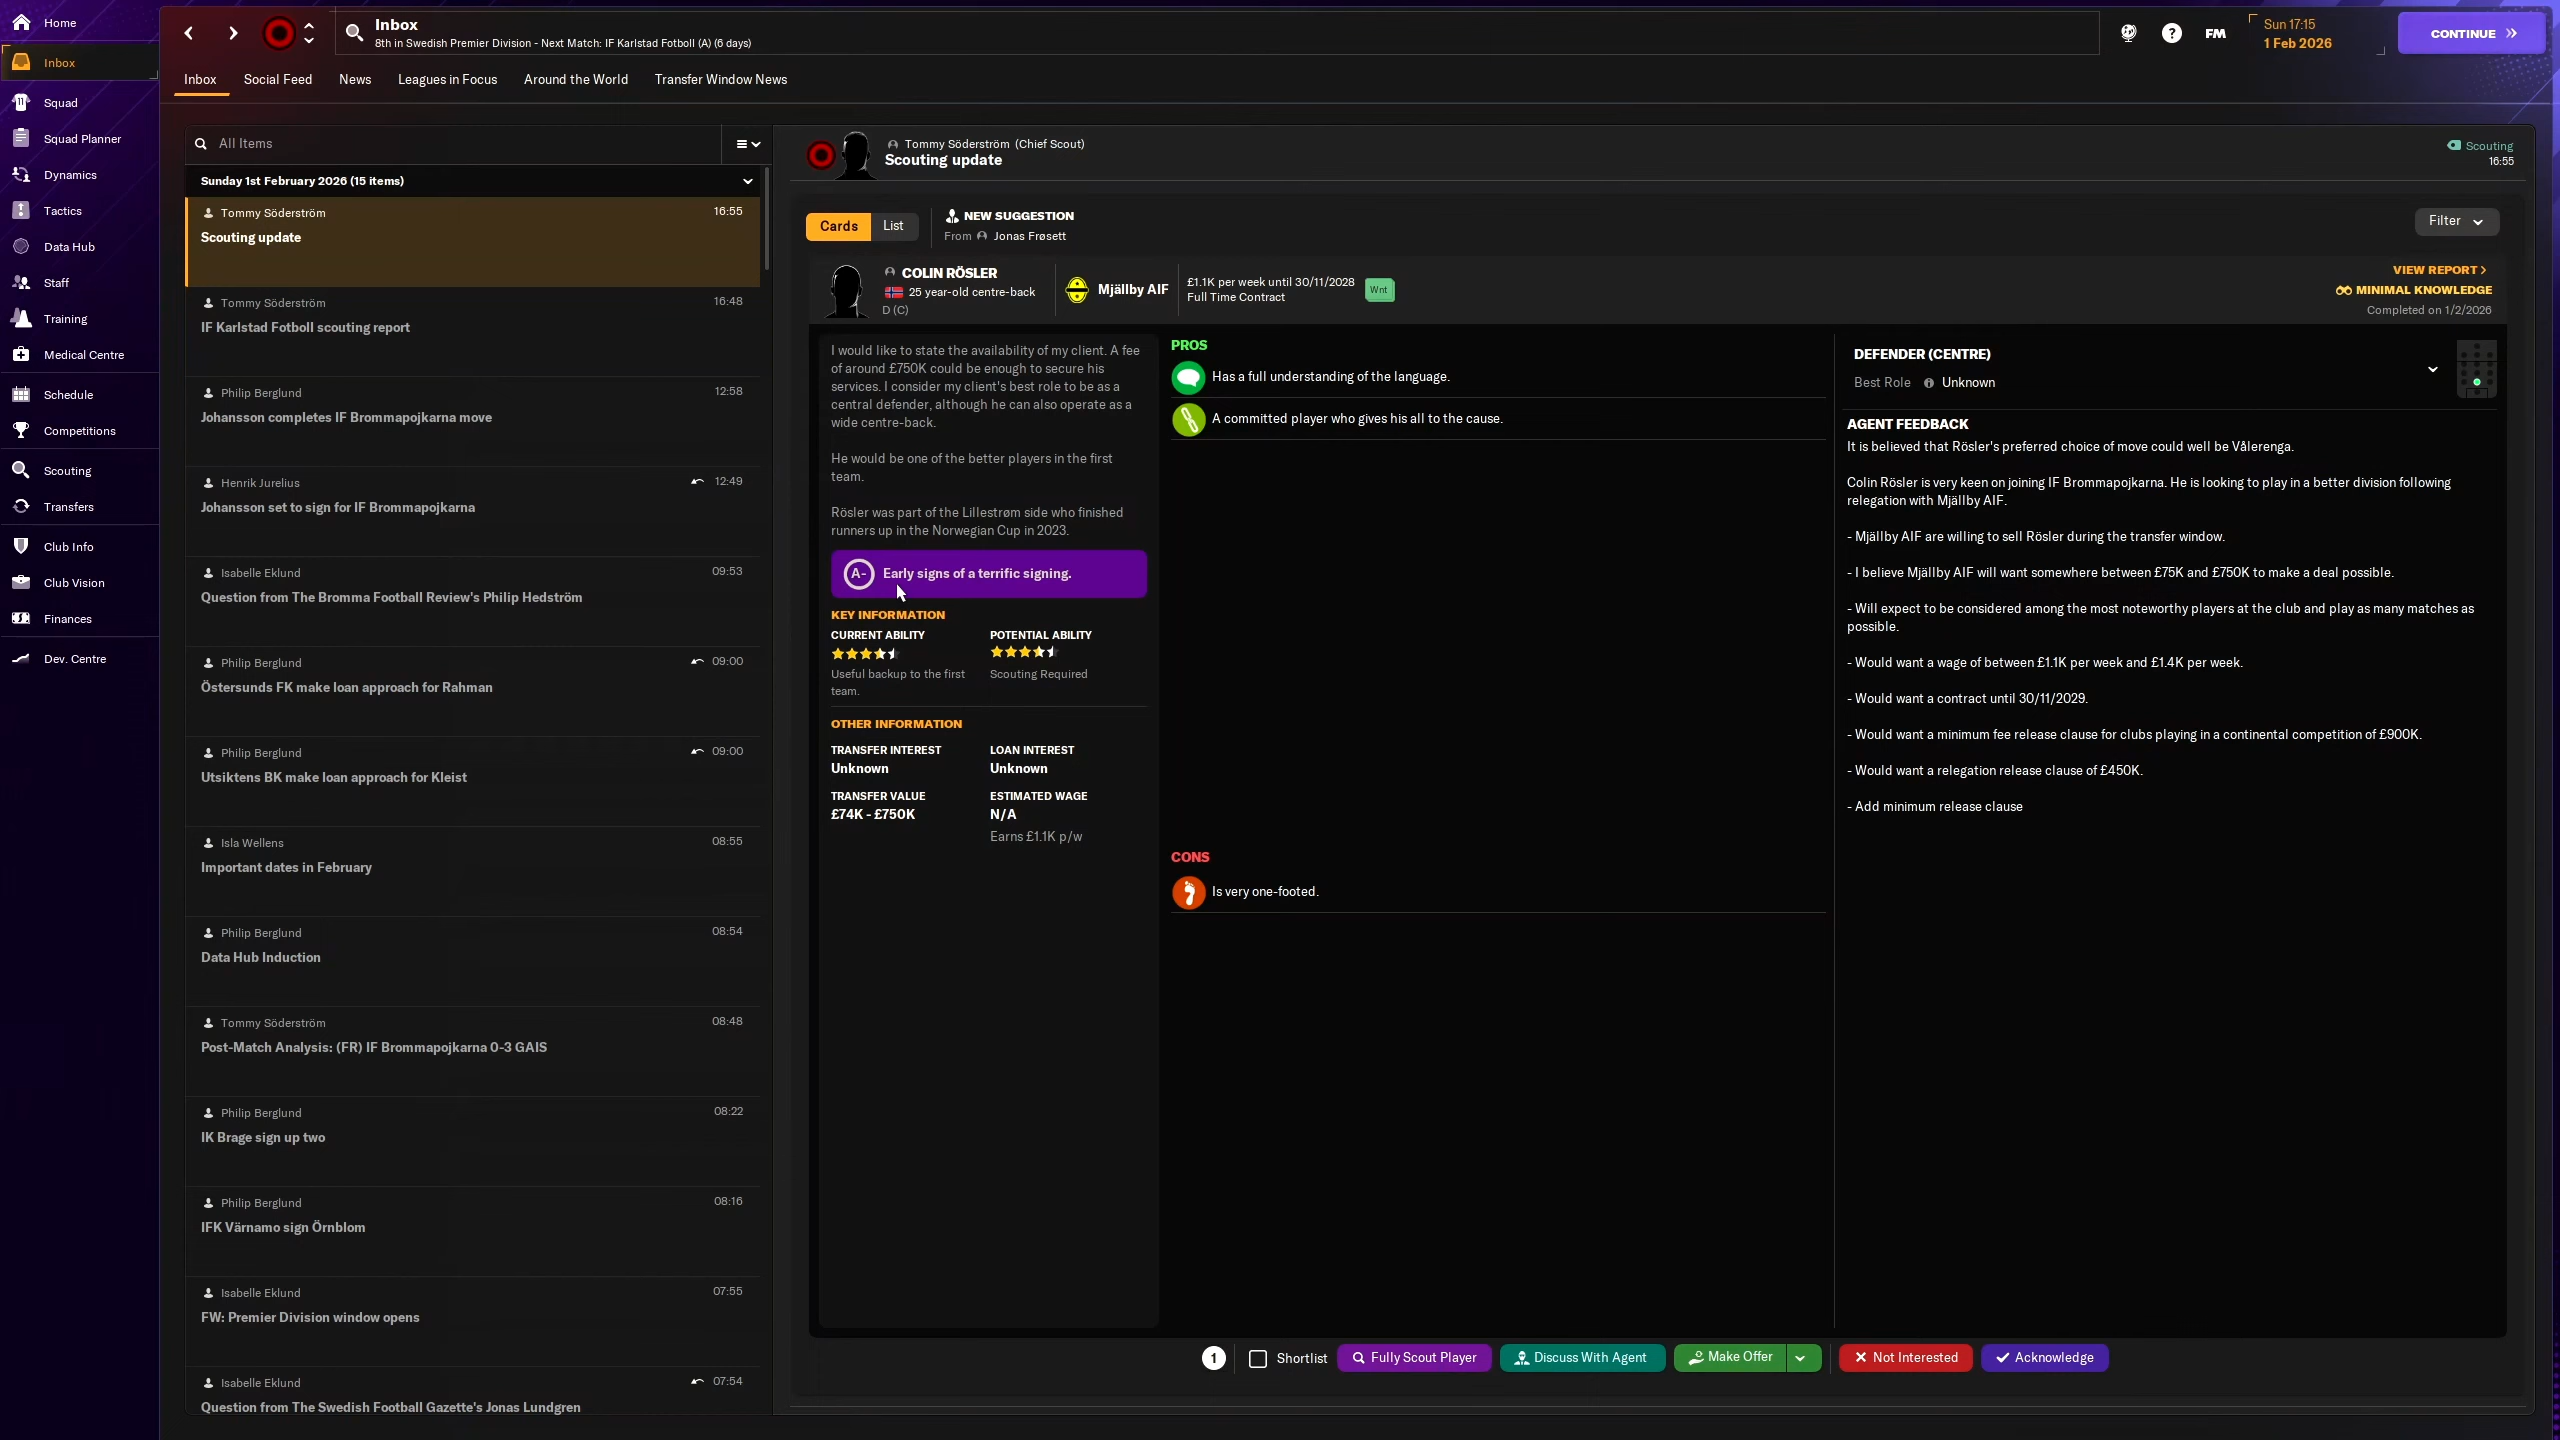 Home
Inbox
Squad
Squad Planner
Dynamics
Tactics
Data Hub
Staff
Training
Medical Centre
Schedule
Competitions
Scouting
Transfers
Club Info
Club Vision
Finances
Dev. Centre
Inbox
8th in Swedish Premier Division - Next Match: IF Karlstad Fotboll (A) (6 days)
FM
Sun 17:15
1 Feb 2026
CONTINUE
Inbox Social Feed News Leagues in Focus Around the World Transfer Window News
All Items
Sunday 1st February 2026 (15 items)
Tommy Söderström 16:55
Scouting update
Tommy Söderström 16:48
IF Karlstad Fotboll scouting report
Philip Berglund 12:58
Johansson completes IF Brommapojkarna move
Henrik Jurelius 12:49
Johansson set to sign for IF Brommapojkarna
Isabelle Eklund 09:53
Question from The Bromma Football Review's Philip Hedström
Philip Berglund 09:00
Östersunds FK make loan approach for Rahman
Philip Berglund 09:00
Utsiktens BK make loan approach for Kleist
Isla Wellens 08:55
Important dates in February
Philip Berglund 08:54
Data Hub Induction
Tommy Söderström 08:48
Post-Match Analysis: (FR) IF Brommapojkarna 0-3 GAIS
Philip Berglund 08:22
IK Brage sign up two
Philip Berglund 08:16
IFK Värnamo sign Örnblom
Isabelle Eklund 07:55
FW: Premier Division window opens
Isabelle Eklund 07:54
Question from The Swedish Football Gazette's Jonas Lundgren
Tommy Söderström (Chief Scout)
Scouting update
Scouting
16:55
Cards List
NEW SUGGESTION
From Jonas Frøsett
Filter
COLIN RÖSLER
25 year-old centre-back
D (C)
Mjällby AIF
£1.1K per week until 30/11/2028
Full Time Contract
Wnt
VIEW REPORT >
MINIMAL KNOWLEDGE
Completed on 1/2/2026
I would like to state the availability of my client. A fee
of around £750K could be enough to secure his
services. I consider my client's best role to be as a
central defender, although he can also operate as a
wide centre-back.
He would be one of the better players in the first
team.
Rösler was part of the Lillestrøm side who finished
runners up in the Norwegian Cup in 2023.
A- Early signs of a terrific signing.
KEY INFORMATION
CURRENT ABILITY
Useful backup to the first
team.
POTENTIAL ABILITY
Scouting Required
OTHER INFORMATION
TRANSFER INTEREST
Unknown
LOAN INTEREST
Unknown
TRANSFER VALUE
£74K - £750K
ESTIMATED WAGE
N/A
Earns £1.1K p/w
PROS
Has a full understanding of the language.
A committed player who gives his all to the cause.
CONS
Is very one-footed.
DEFENDER (CENTRE)
Best Role Unknown
AGENT FEEDBACK
It is believed that Rösler's preferred choice of move could well be Vålerenga.
Colin Rösler is very keen on joining IF Brommapojkarna. He is looking to play in a better division following
relegation with Mjällby AIF.
- Mjällby AIF are willing to sell Rösler during the transfer window.
- I believe Mjällby AIF will want somewhere between £75K and £750K to make a deal possible.
- Will expect to be considered among the most noteworthy players at the club and play as many matches as
possible.
- Would want a wage of between £1.1K per week and £1.4K per week.
- Would want a contract until 30/11/2029.
- Would want a minimum fee release clause for clubs playing in a continental competition of £900K.
- Would want a relegation release clause of £450K.
- Add minimum release clause
1 Shortlist Fully Scout Player Discuss With Agent Make Offer Not Interested Acknowledge